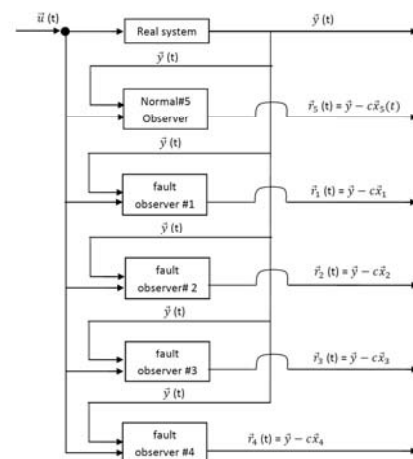 u⃗ (t)
Real system
y⃗ (t)
y⃗ (t)
Normal#5
Observer
r⃗₅ (t) = y⃗ − cx⃗₅(t)
y⃗ (t)
fault
observer #1
r⃗₁ (t) = y⃗ − cx⃗₁
y⃗ (t)
fault
observer# 2
r⃗₂ (t) = y⃗ − cx⃗₂
y⃗ (t)
fault
observer #3
r⃗₃ (t) = y⃗ − cx⃗₃
y⃗ (t)
fault
observer #4
r⃗₄ (t) = y⃗ − cx⃗₄